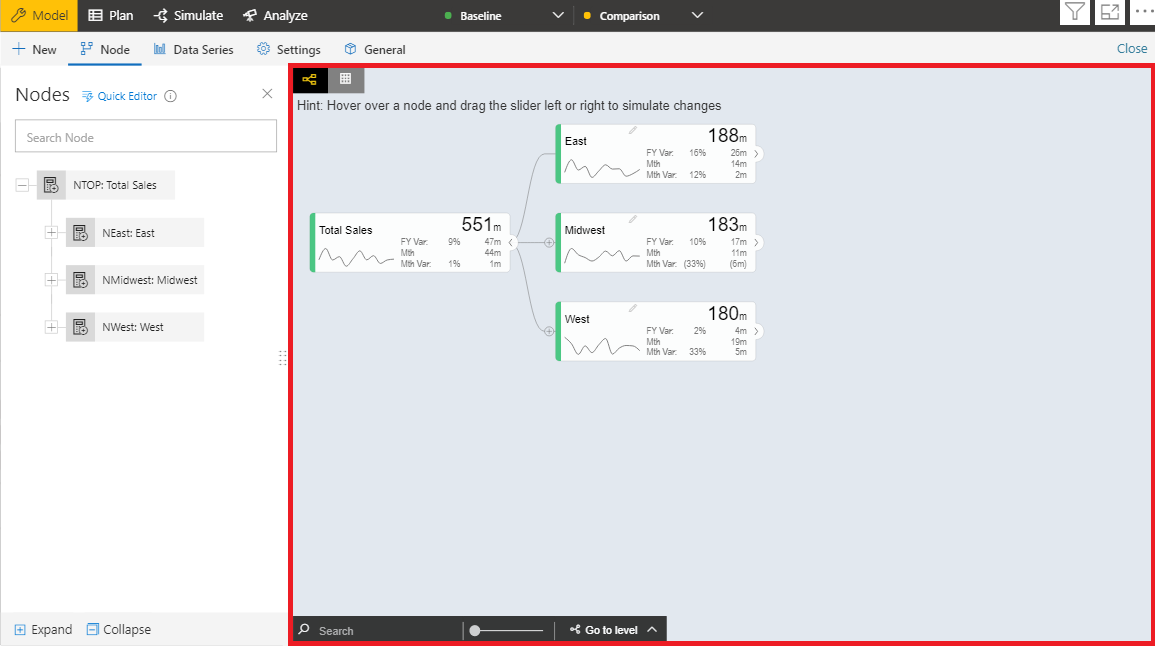 Model Plan Simulate Analyze Baseline Comparison
New Node Data Series Settings General Close
Nodes Quick Editor
Search Node
NTOP: Total Sales
NEast: East
NMidwest: Midwest
NWest: West
Expand Collapse
Hint: Hover over a node and drag the slider left or right to simulate changes
Total Sales 551m
FY Var: 9% 47m
Mth 44m
Mth Var: 1% 1m
East 188m
FY Var: 16% 26m
Mth 14m
Mth Var: 12% 2m
Midwest 183m
FY Var: 10% 17m
Mth 11m
Mth Var: (33%) (6m)
West 180m
FY Var: 2% 4m
Mth 19m
Mth Var: 33% 5m
Search Go to level